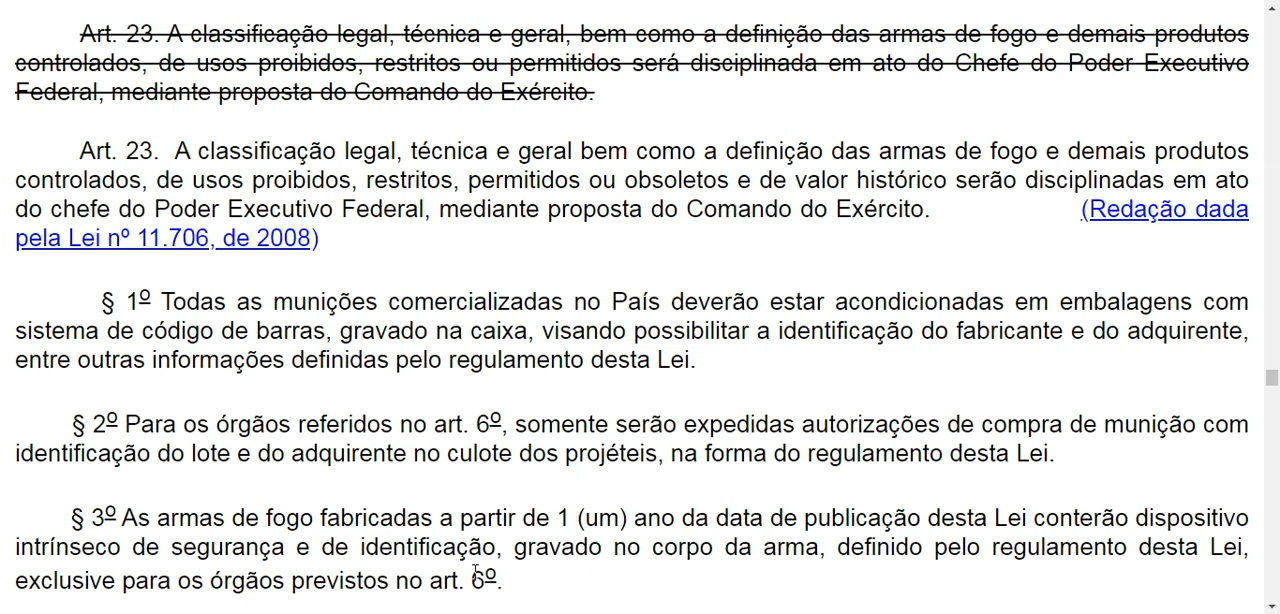 Art. 23. A classificação legal, técnica e geral, bem como a definição das armas de fogo e demais produtos
controlados, de usos proibidos, restritos ou permitidos será disciplinada em ato do Chefe do Poder Executivo
Federal, mediante proposta do Comando do Exército.
Art. 23. A classificação legal, técnica e geral bem como a definição das armas de fogo e demais produtos
controlados, de usos proibidos, restritos, permitidos ou obsoletos e de valor histórico serão disciplinadas em ato
do chefe do Poder Executivo Federal, mediante proposta do Comando do Exército. (Redação dada
pela Lei nº 11.706, de 2008)
§ 1º Todas as munições comercializadas no País deverão estar acondicionadas em embalagens com
sistema de código de barras, gravado na caixa, visando possibilitar a identificação do fabricante e do adquirente,
entre outras informações definidas pelo regulamento desta Lei.
§ 2º Para os órgãos referidos no art. 6º, somente serão expedidas autorizações de compra de munição com
identificação do lote e do adquirente no culote dos projéteis, na forma do regulamento desta Lei.
§ 3º As armas de fogo fabricadas a partir de 1 (um) ano da data de publicação desta Lei conterão dispositivo
intrínseco de segurança e de identificação, gravado no corpo da arma, definido pelo regulamento desta Lei,
exclusive para os órgãos previstos no art. 6º.